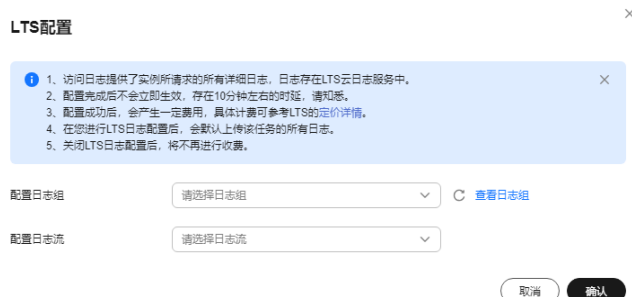 LTS配置
1、访问日志提供了实例所请求的所有详细日志，日志存在LTS云日志服务中。
2、配置完成后不会立即生效，存在10分钟左右的时延，请知悉。
3、配置成功后，会产生一定费用，具体计费可参考LTS的定价详情。
4、在您进行LTS日志配置后，会默认上传该任务的所有日志。
5、关闭LTS日志配置后，将不再进行收费。
配置日志组 请选择日志组 查看日志组
配置日志流 请选择日志流
取消 确认